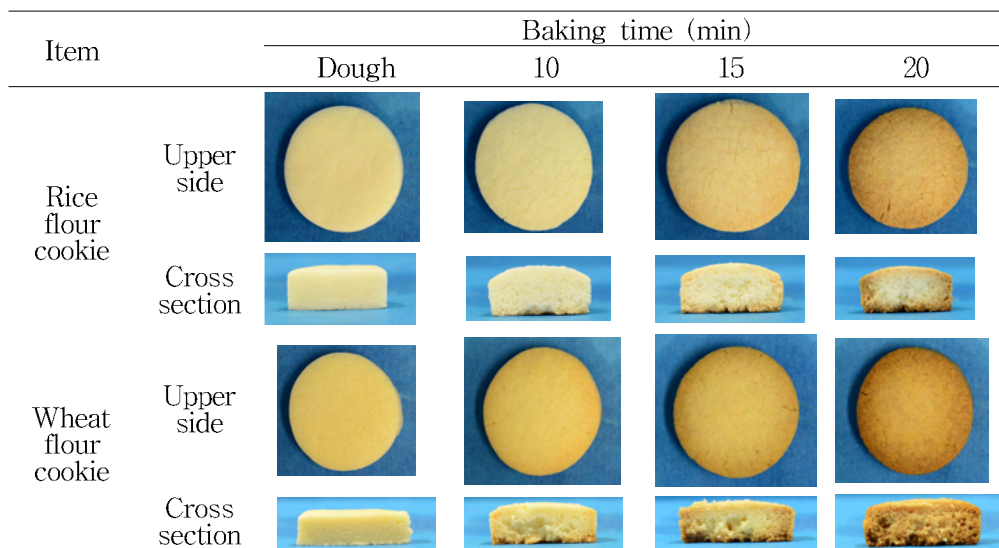 Item
Baking time (min)
Dough 10 15 20
Rice
flour
cookie
Upper
side
Cross
section
Wheat
flour
cookie
Upper
side
Cross
section